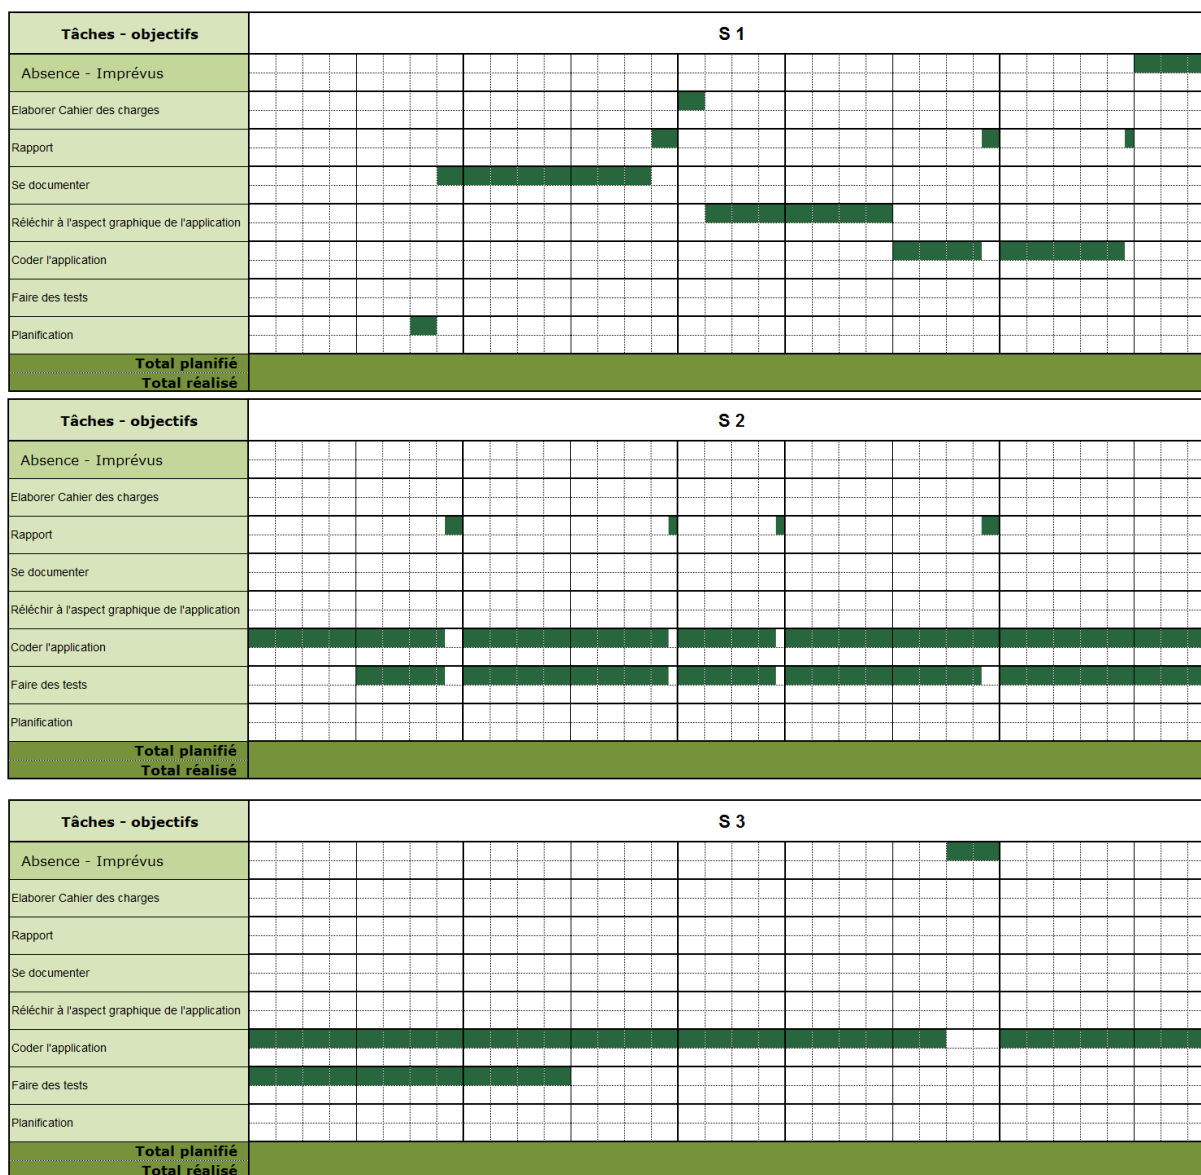 Tâches - objectifs
S 1
Absence - Imprévus
Elaborer Cahier des charges
Rapport
Se documenter
Réléchir à l'aspect graphique de l'application
Coder l'application
Faire des tests
Planification
Total planifié
Total réalisé
Tâches - objectifs
S 2
Absence - Imprévus
Elaborer Cahier des charges
Rapport
Se documenter
Réléchir à l'aspect graphique de l'application
Coder l'application
Faire des tests
Planification
Total planifié
Total réalisé
Tâches - objectifs
S 3
Absence - Imprévus
Elaborer Cahier des charges
Rapport
Se documenter
Réléchir à l'aspect graphique de l'application
Coder l'application
Faire des tests
Planification
Total planifié
Total réalisé